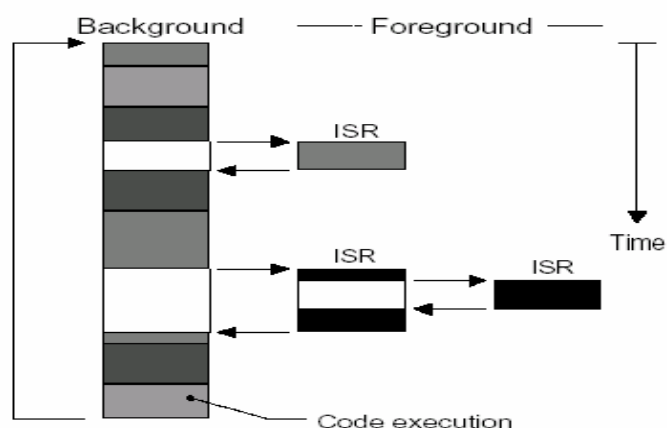 Background
Foreground
ISR
Time
ISR
ISR
Code execution